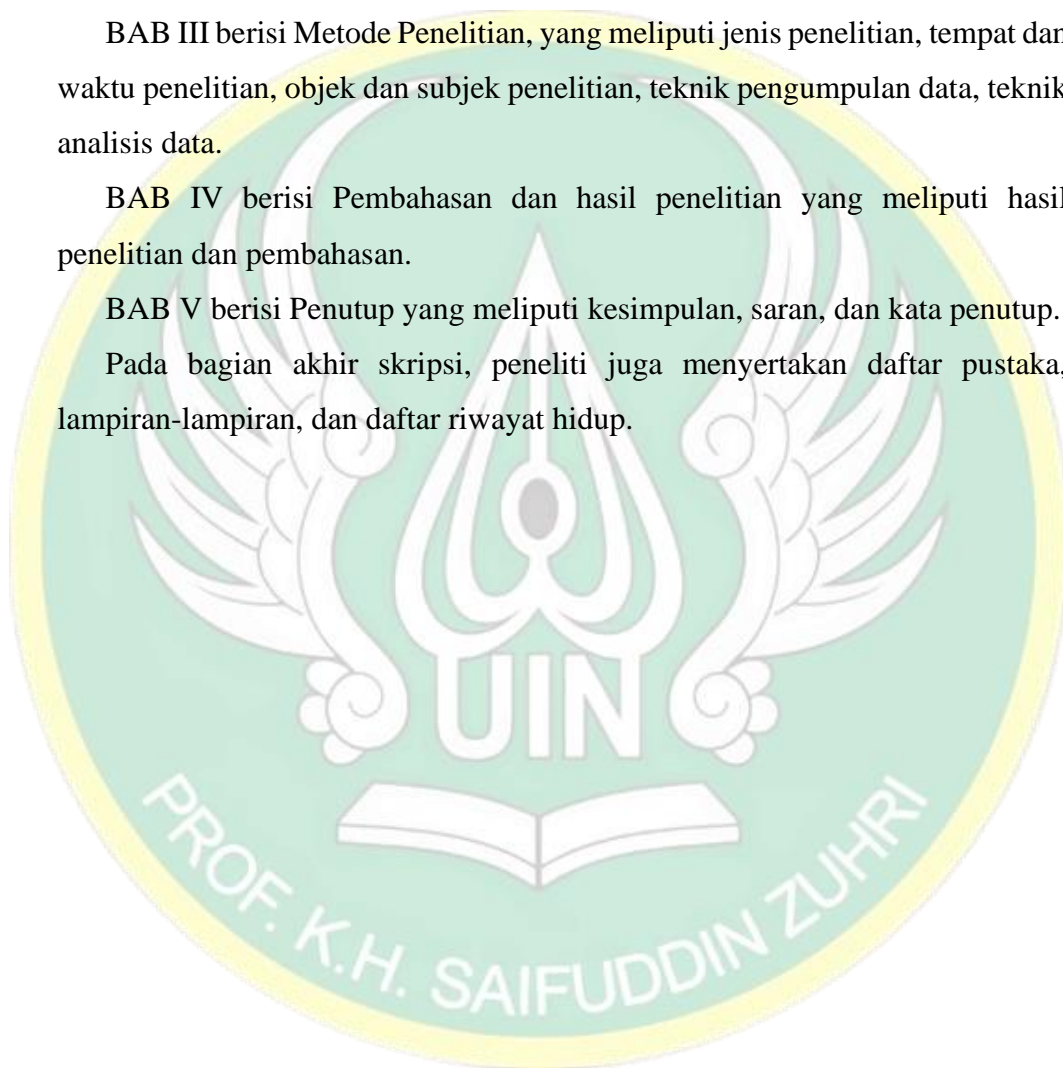 BAB III berisi Metode Penelitian, yang meliputi jenis penelitian, tempat dan
waktu penelitian, objek dan subjek penelitian, teknik pengumpulan data, teknik
analisis data.
BAB IV berisi Pembahasan dan hasil penelitian yang meliputi hasil
penelitian dan pembahasan.
BAB V berisi Penutup yang meliputi kesimpulan, saran, dan kata penutup.
Pada bagian akhir skripsi, peneliti juga menyertakan daftar pustaka,
lampiran-lampiran, dan daftar riwayat hidup.
UIN
PROF. K.H. SAIFUDDIN ZUHRI